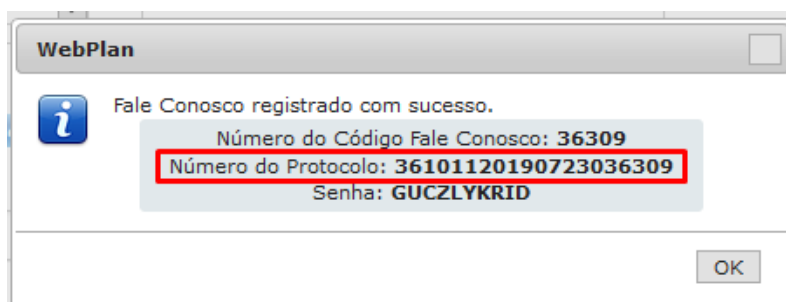 WebPlan
Fale Conosco registrado com sucesso.
Número do Código Fale Conosco: 36309
Número do Protocolo: 36101120190723036309
Senha: GUCZLYKRID
OK